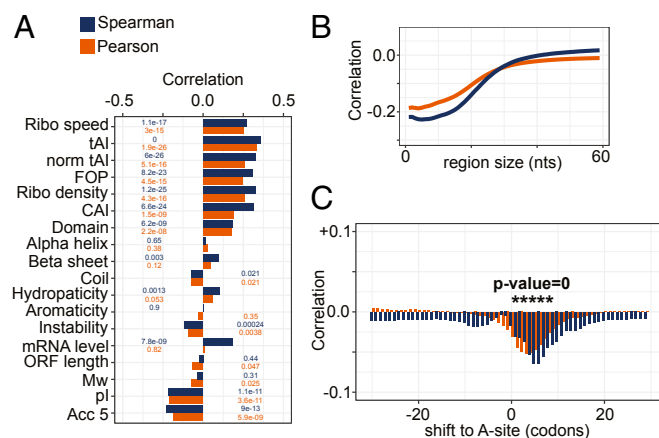 A
Spearman
Pearson
Correlation
-0.5 0.0 0.5
Ribo speed 1.1e-17
3e-15
tAI 0
1.9e-26
norm tAI 6e-26
5.1e-16
FOP 8.2e-23
4.5e-15
Ribo density 1.2e-25
4.3e-16
CAI 6.6e-24
1.5e-09
Domain 6.2e-09
2.2e-08
Alpha helix 0.65
0.38
Beta sheet 0.003
0.12
Coil 0.021
0.021
Hydropaticity 0.0013
0.053
Aromaticity 0.9
0.35
Instability 0.00024
0.0038
mRNA level 7.8e-09
0.82
ORF length 0.44
0.047
Mw 0.31
0.025
pI 1.1e-11
3.6e-11
Acc 5 9e-13
5.9e-09
B
Correlation
0.0
-0.2
0 region size (nts) 60
C
Correlation
+0.1
0.0
-0.1
p-value=0
*****
-20 0 20
shift to A-site (codons)